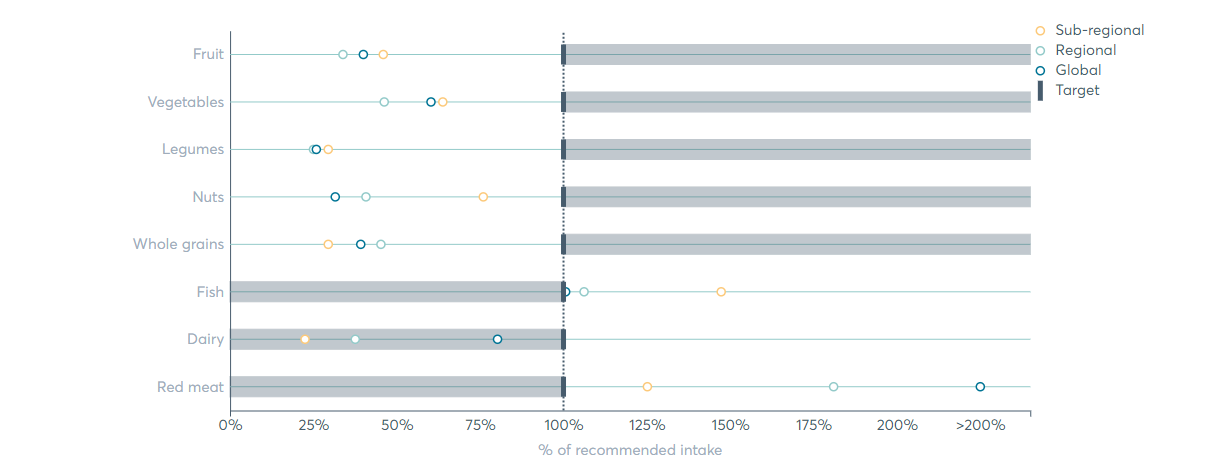 Sub-regional
Regional
Global
Target
Fruit
Vegetables
Legumes
Nuts
Whole grains
Fish
Dairy
Red meat
0% 25% 50% 75% 100% 125% 150% 175% 200% >200%
% of recommended intake